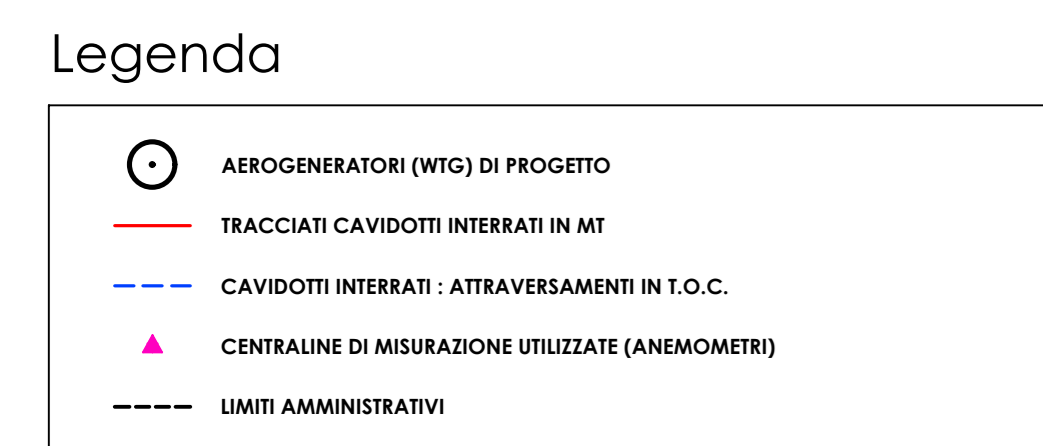 Legenda
AEROGENERATORI (WTG) DI PROGETTO
TRACCIATI CAVIDOTTI INTERRATI IN MT
CAVIDOTTI INTERRATI : ATTRAVERSAMENTI IN T.O.C.
CENTRALINE DI MISURAZIONE UTILIZZATE (ANEMOMETRI)
LIMITI AMMINISTRATIVI